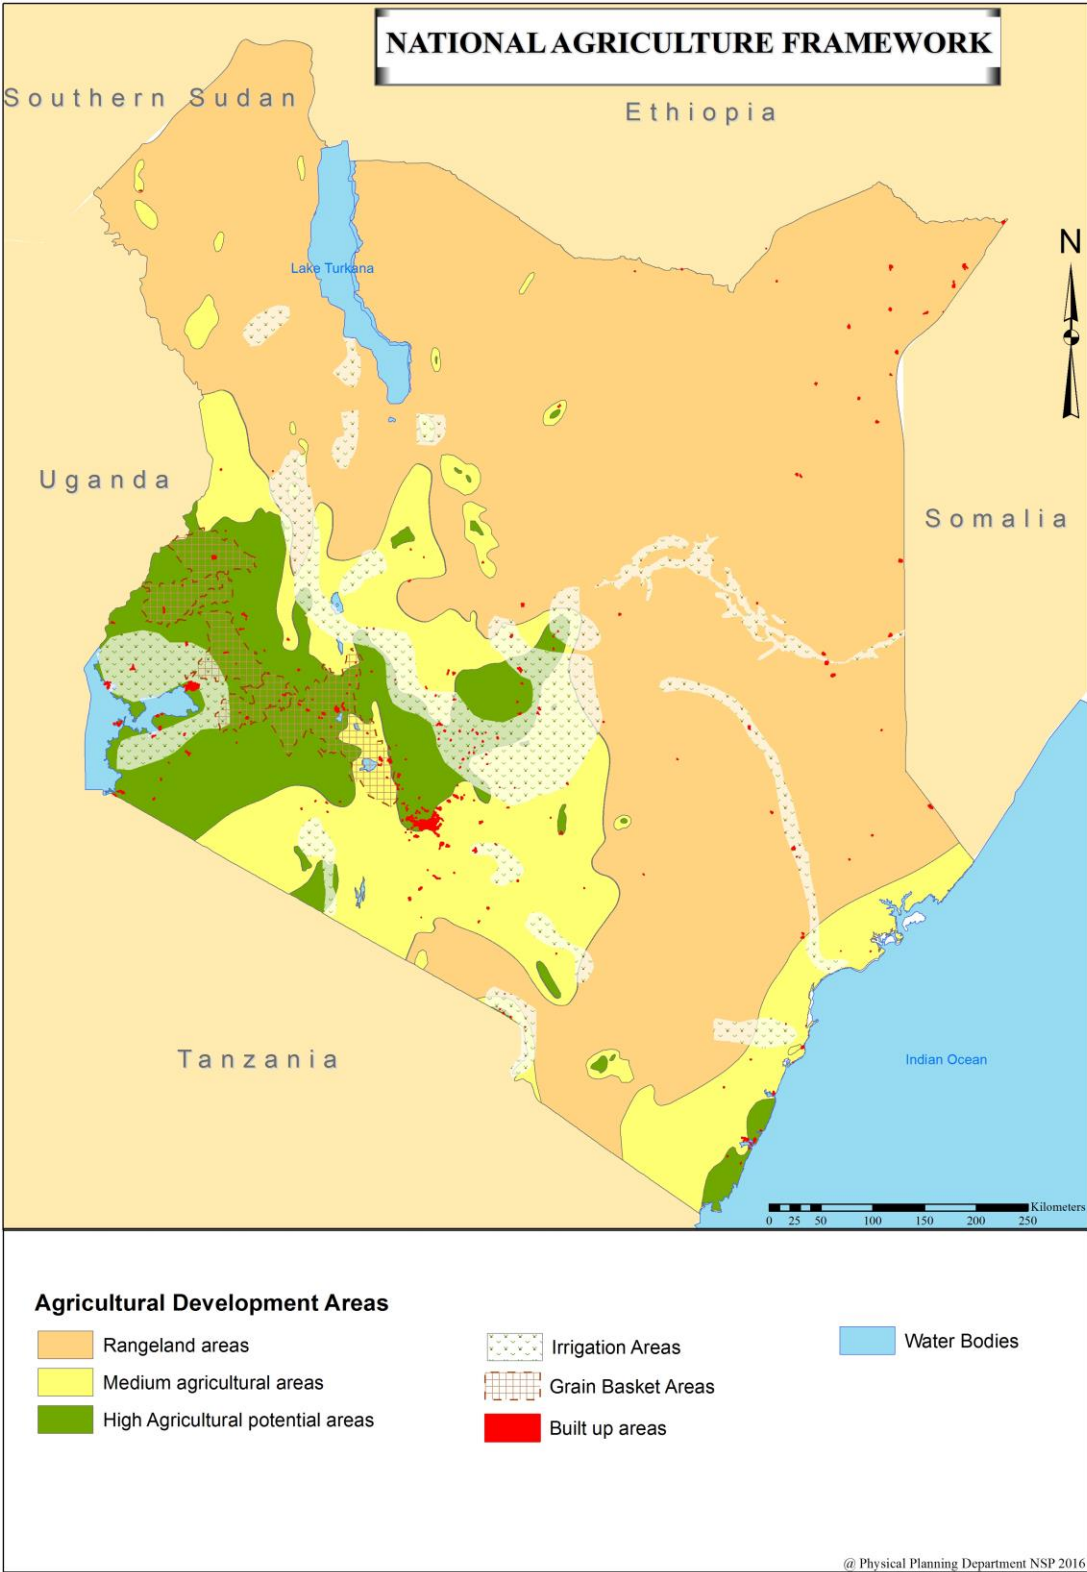 NATIONAL AGRICULTURE FRAMEWORK
Southern Sudan
Ethiopia
N
Lake Turkana
Uganda
Somalia
Tanzania
Indian Ocean
Kilometers
0 25 50 100 150 200 250
Agricultural Development Areas
Rangeland areas
Medium agricultural areas
High Agricultural potential areas
Irrigation Areas
Grain Basket Areas
Built up areas
Water Bodies
@ Physical Planning Department NSP 2016